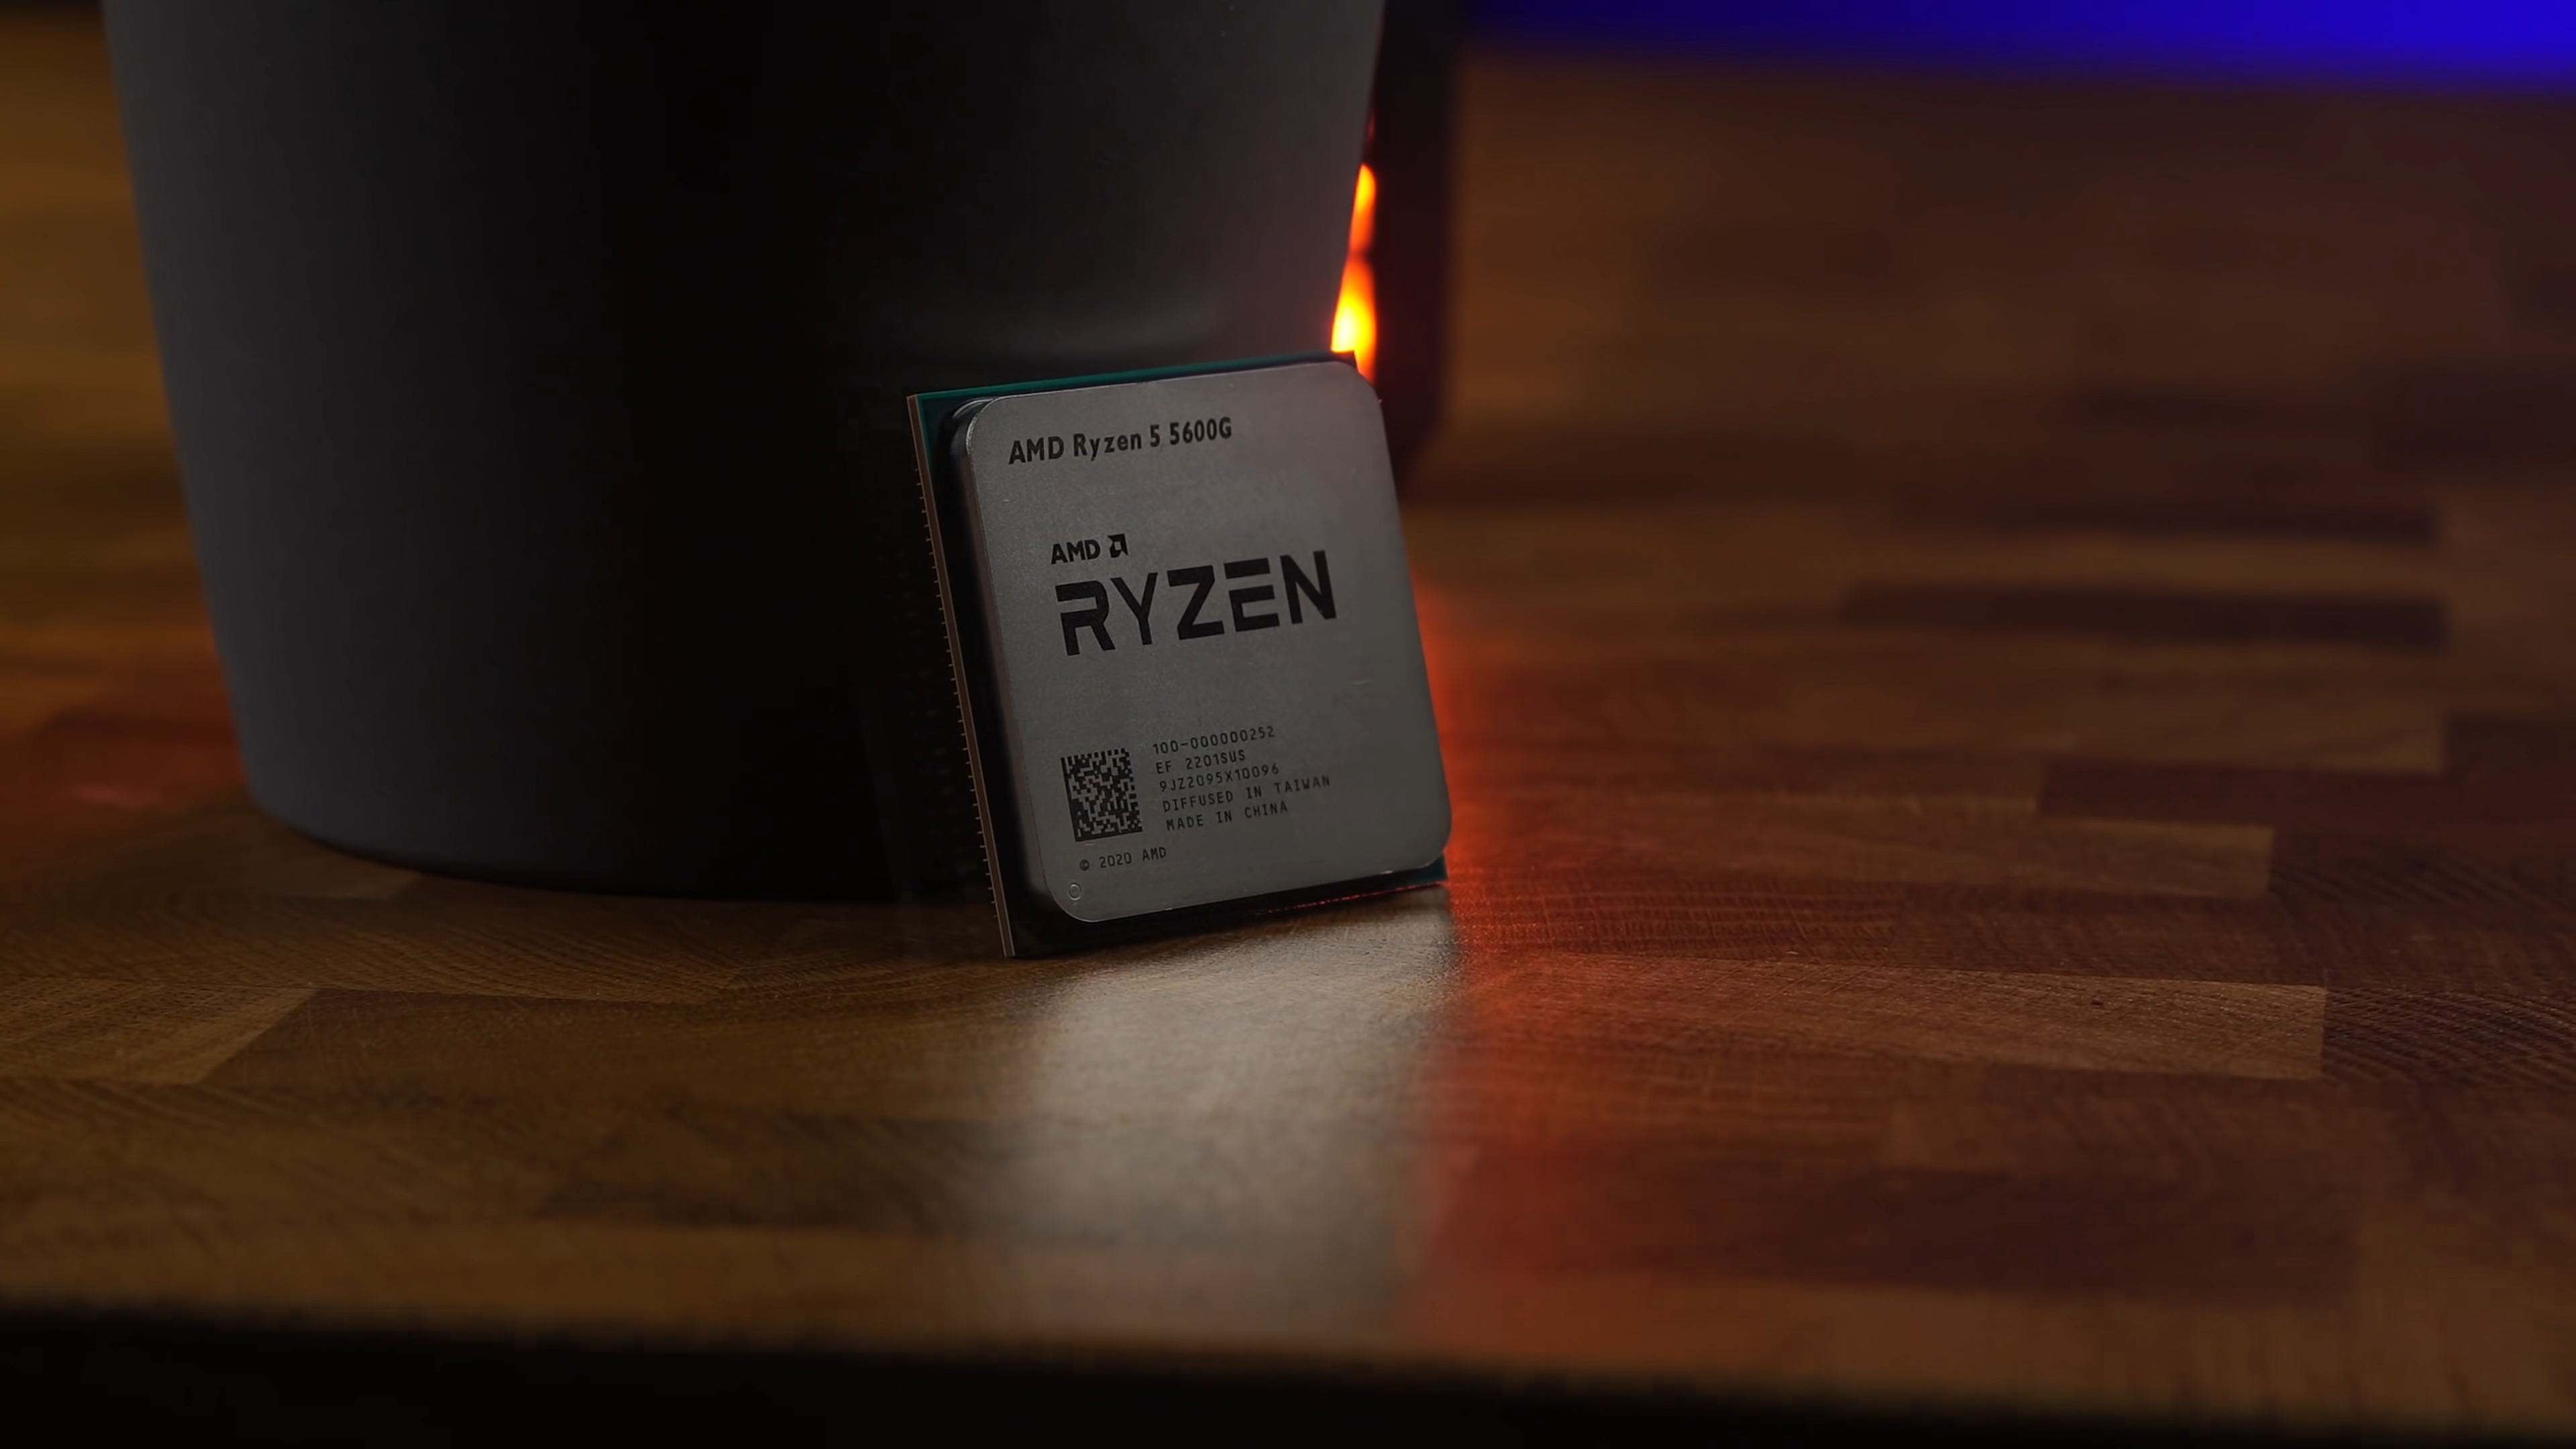 AMD Ryzen 5 5600G
AMD
RYZEN
100-000000252
EF 2201SUS
9JZ2095X10096
DIFFUSED IN TAIWAN
MADE IN CHINA
© 2020 AMD